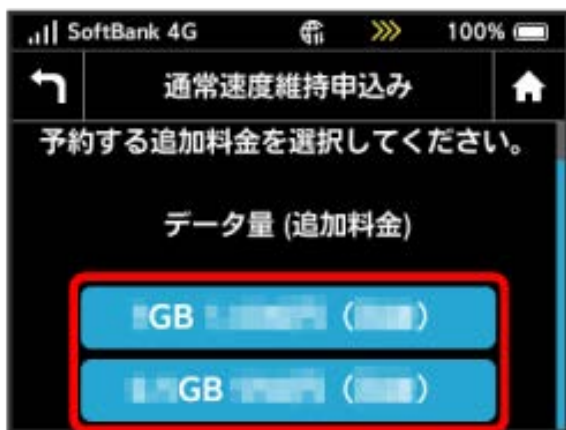 SoftBank 4G 100%
通常速度維持申込み
予約する追加料金を選択してください。
データ量 (追加料金)
GB ( )
GB ( )